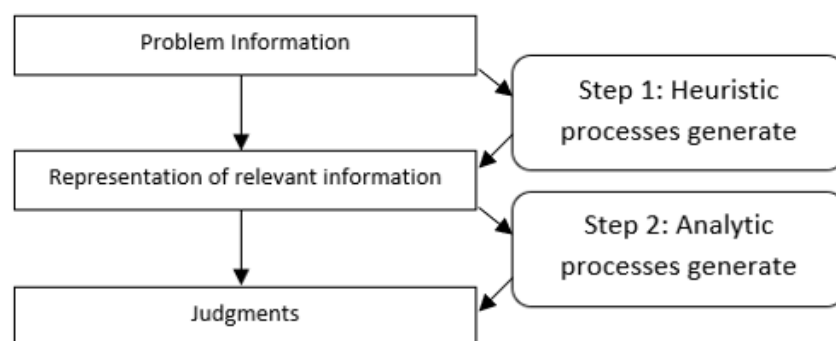 Problem Information
Step 1: Heuristic
processes generate
Representation of relevant information
Step 2: Analytic
processes generate
Judgments